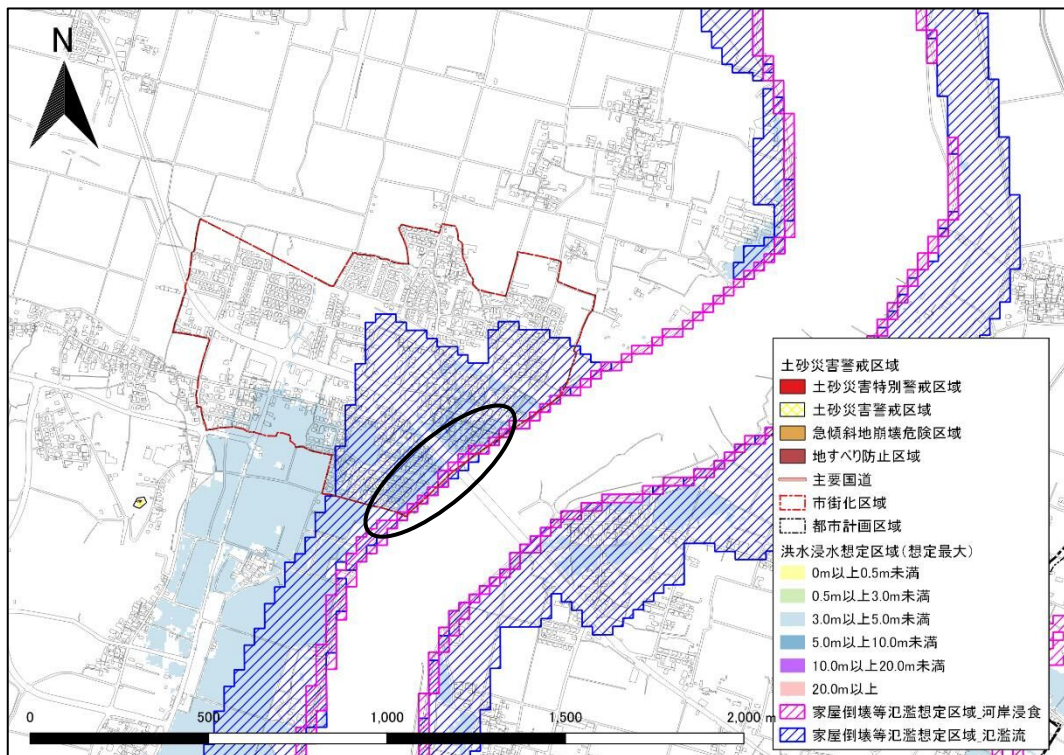 N
土砂災害警戒区域
土砂災害特別警戒区域
土砂災害警戒区域
急傾斜地崩壊危険区域
地すべり防止区域
主要国道
市街化区域
都市計画区域
洪水浸水想定区域(想定最大)
0m以上0.5m未満
0.5m以上3.0m未満
3.0m以上5.0m未満
5.0m以上10.0m未満
10.0m以上20.0m未満
20.0m以上
家屋倒壊等氾濫想定区域_河岸浸食
家屋倒壊等氾濫想定区域_氾濫流
0 500 1,000 1,500 2,000 m